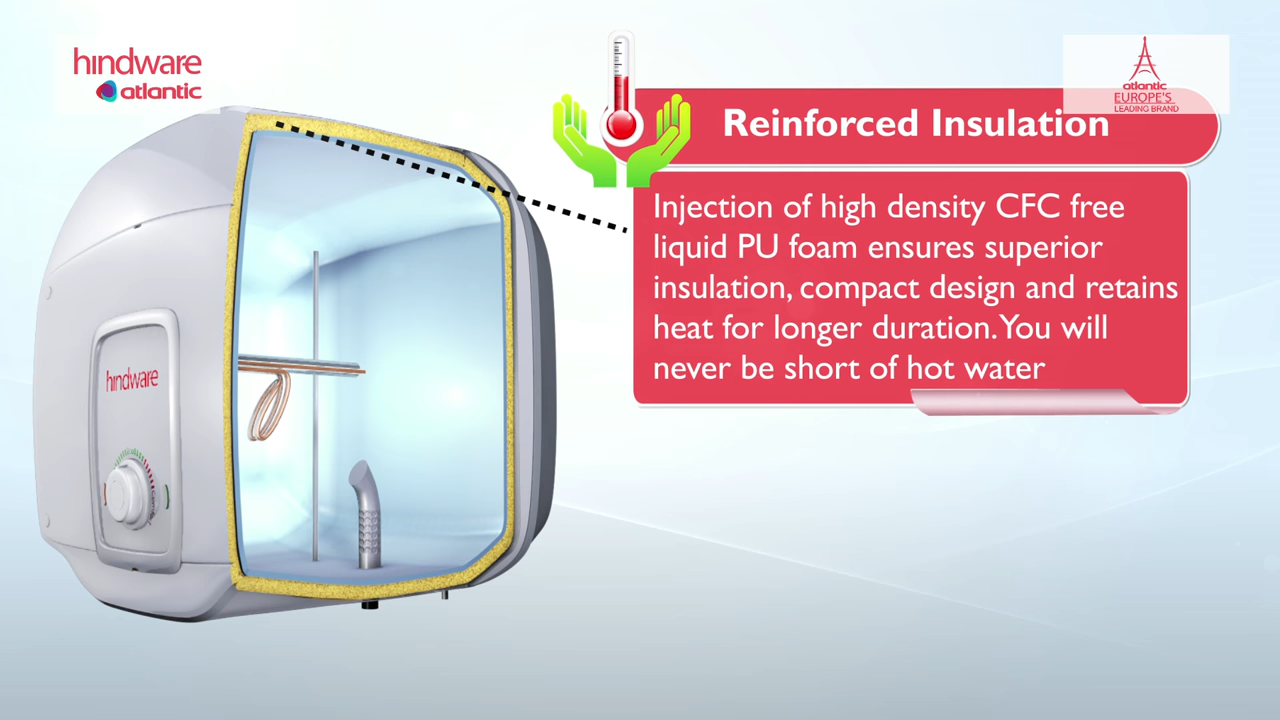 hindware
atlantic
atlantic
EUROPE'S
LEADING BRAND
Reinforced Insulation
Injection of high density CFC free
liquid PU foam ensures superior
insulation, compact design and retains
heat for longer duration. You will
never be short of hot water
hindware